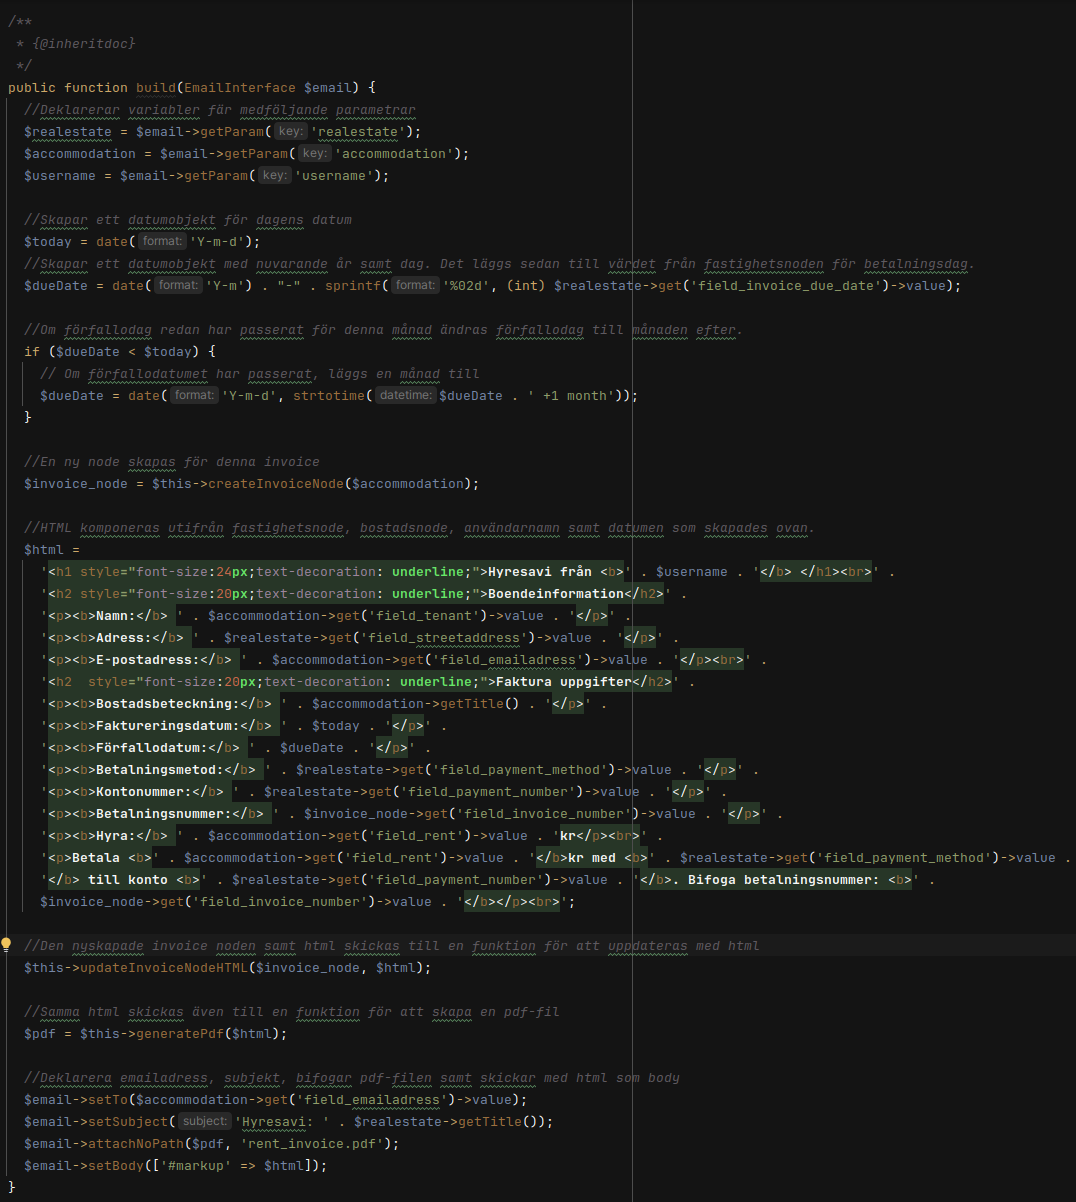 /**
 * {@inheritdoc}
 */
public function build(EmailInterface $email) {
  //Deklarerar variabler fär medföljande parametrar
  $realestate = $email->getParam( key: 'realestate');
  $accommodation = $email->getParam( key: 'accommodation');
  $username = $email->getParam( key: 'username');

  //Skapar ett datumobjekt för dagens datum
  $today = date( format: 'Y-m-d');
  //Skapar ett datumobjekt med nuvarande år samt dag. Det läggs sedan till värdet från fastighetsnoden för betalningsdag.
  $dueDate = date( format: 'Y-m') . "-" . sprintf( format: '%02d', (int) $realestate->get('field_invoice_due_date')->value);

  //Om förfallodag redan har passerat för denna månad ändras förfallodag till månaden efter.
  if ($dueDate < $today) {
    // Om förfallodatumet har passerat, läggs en månad till
    $dueDate = date( format: 'Y-m-d', strtotime( datetime: $dueDate . ' +1 month'));
  }

  //En ny node skapas för denna invoice
  $invoice_node = $this->createInvoiceNode($accommodation);

  //HTML komponeras utifrån fastighetsnode, bostadsnode, användarnamn samt datumen som skapades ovan.
  $html =
    '<h1 style="font-size:24px;text-decoration: underline;">Hyresavi från <b>' . $username . '</b> </h1><br>' .
    '<h2 style="font-size:20px;text-decoration: underline;">Boendeinformation</h2>' .
    '<p><b>Namn:</b> ' . $accommodation->get('field_tenant')->value . '</p>' .
    '<p><b>Adress:</b> ' . $realestate->get('field_streetaddress')->value . '</p>' .
    '<p><b>E-postadress:</b> ' . $accommodation->get('field_emailadress')->value . '</p><br>' .
    '<h2  style="font-size:20px;text-decoration: underline;">Faktura uppgifter</h2>' .
    '<p><b>Bostadsbeteckning:</b> ' . $accommodation->getTitle() . '</p>' .
    '<p><b>Faktureringsdatum:</b> ' . $today . '</p>' .
    '<p><b>Förfallodatum:</b> ' . $dueDate . '</p>' .
    '<p><b>Betalningsmetod:</b> ' . $realestate->get('field_payment_method')->value . '</p>' .
    '<p><b>Kontonummer:</b> ' . $realestate->get('field_payment_number')->value . '</p>' .
    '<p><b>Betalningsnummer:</b> ' . $invoice_node->get('field_invoice_number')->value . '</p>' .
    '<p><b>Hyra:</b> ' . $accommodation->get('field_rent')->value . 'kr</p><br>' .
    '<p>Betala <b>' . $accommodation->get('field_rent')->value . '</b>kr med <b>' . $realestate->get('field_payment_method')->value .
    '</b> till konto <b>' . $realestate->get('field_payment_number')->value . '</b>. Bifoga betalningsnummer: <b>' .
    $invoice_node->get('field_invoice_number')->value . '</b></p><br>';

  //Den nyskapade invoice noden samt html skickas till en funktion för att uppdateras med html
  $this->updateInvoiceNodeHTML($invoice_node, $html);

  //Samma html skickas även till en funktion för att skapa en pdf-fil
  $pdf = $this->generatePdf($html);

  //Deklarera emailadress, subjekt, bifogar pdf-filen samt skickar med html som body
  $email->setTo($accommodation->get('field_emailadress')->value);
  $email->setSubject( subject: 'Hyresavi: ' . $realestate->getTitle());
  $email->attachNoPath($pdf, 'rent_invoice.pdf');
  $email->setBody(['#markup' => $html]);
}